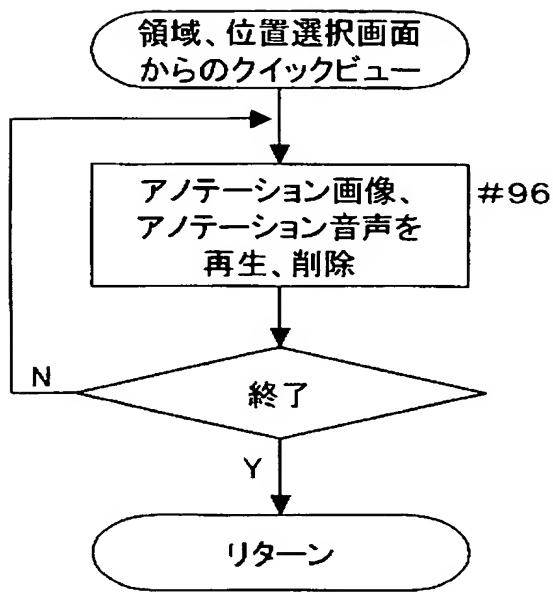 領域、位置選択画面
からのクイックビュー
アノテーション画像、
アノテーション音声を
再生、削除
#96
終了
N
Y
リターン